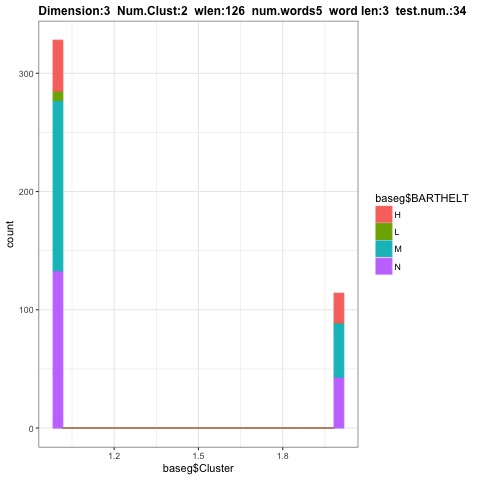 Dimension:3 Num.Clust:2 wlen:126 num.words5 word len:3 test.num.:34
300
200
100
0
count
1.2 1.5 1.8
baseg$Cluster
baseg$BARTHELT
H
L
M
N